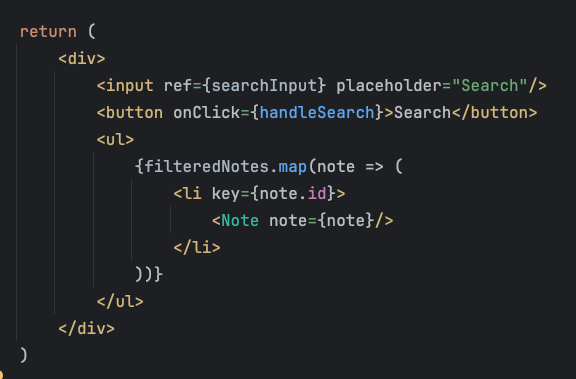 return (
    <div>
        <input ref={searchInput} placeholder="Search"/>
        <button onClick={handleSearch}>Search</button>
        <ul>
            {filteredNotes.map(note => (
                <li key={note.id}>
                    <Note note={note}/>
                </li>
            ))}
        </ul>
    </div>
)